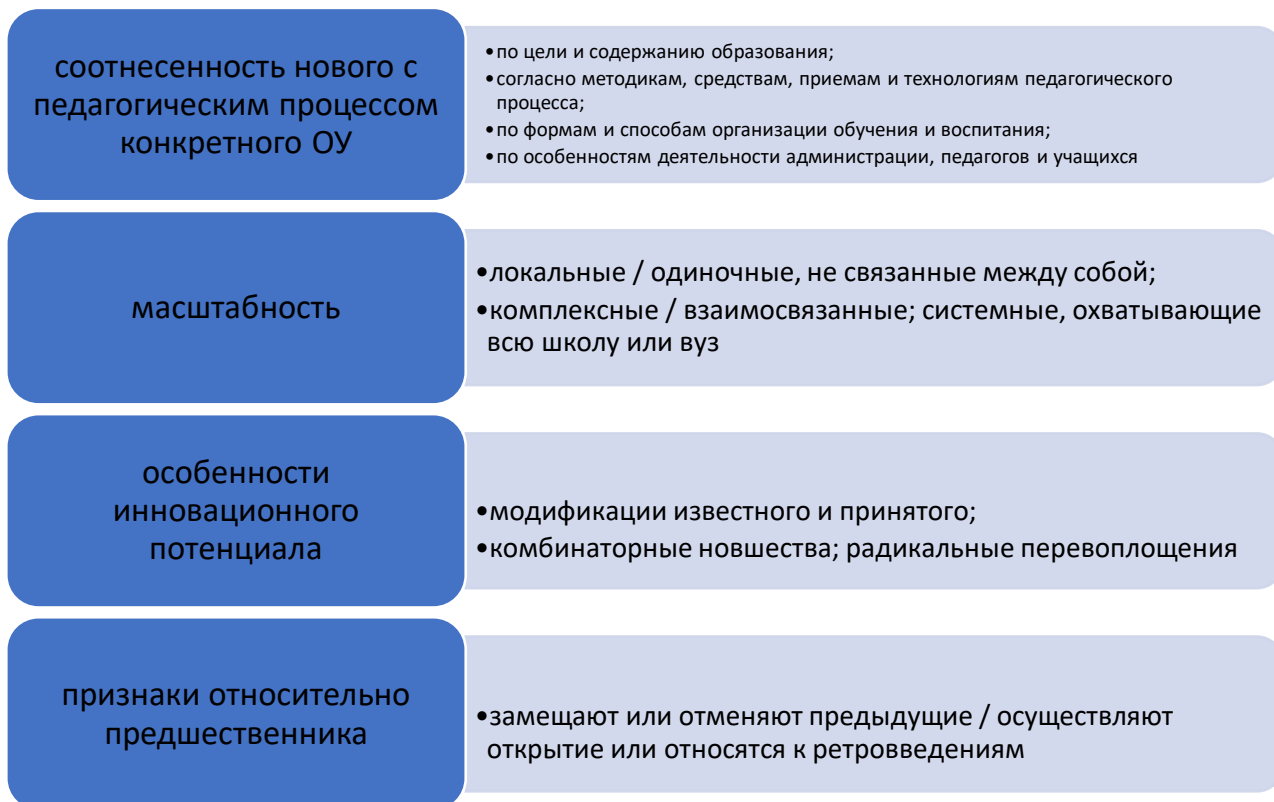 соотнесенность нового с
педагогическим процессом
конкретного ОУ
•по цели и содержанию образования;
•согласно методикам, средствам, приемам и технологиям педагогического
процесса;
•по формам и способам организации обучения и воспитания;
•по особенностям деятельности администрации, педагогов и учащихся
масштабность
•локальные / одиночные, не связанные между собой;
•комплексные / взаимосвязанные; системные, охватывающие
всю школу или вуз
особенности
инновационного
потенциала
•модификации известного и принятого;
•комбинаторные новшества; радикальные перевоплощения
признаки относительно
предшественника
•замещают или отменяют предыдущие / осуществляют
открытие или относятся к ретровведениям